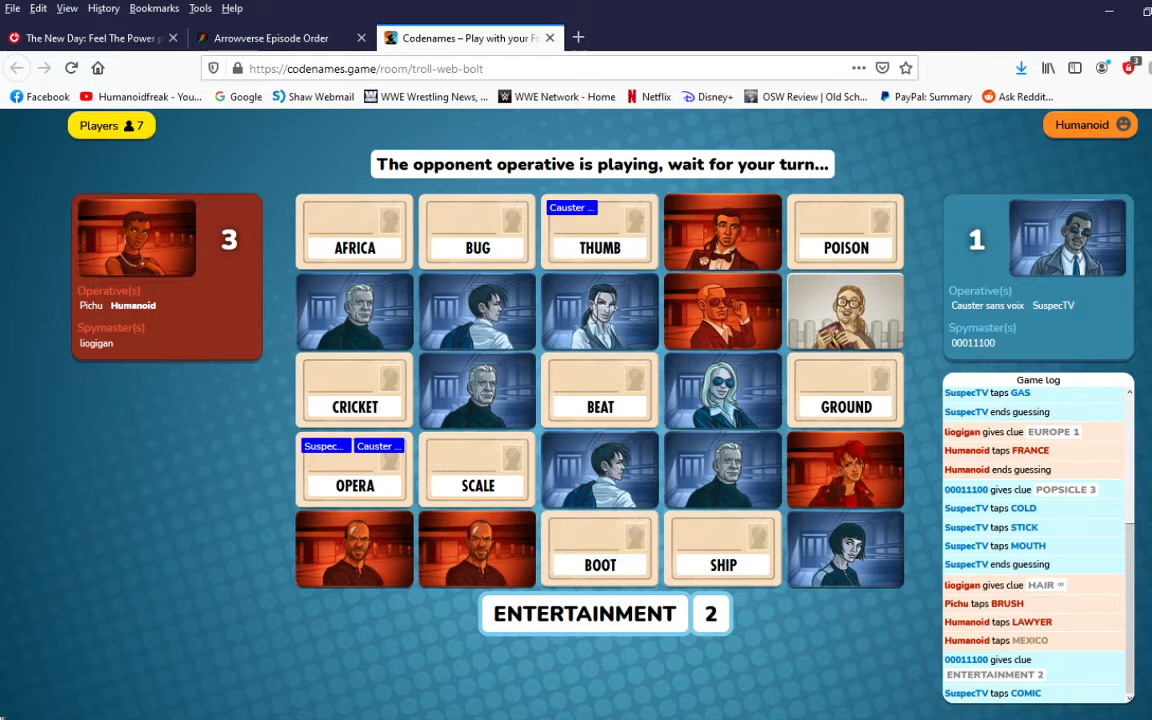 File Edit View History Bookmarks Tools Help
The New Day: Feel The Power p
Arrowverse Episode Order
Codenames – Play with your Fr
https://codenames.game/room/troll-web-bolt
3
Facebook
Humanoidfreak - You...
Google
Shaw Webmail
WWE Wrestling News, ...
WWE Network - Home
Netflix
Disney+
OSW Review | Old Sch...
PayPal: Summary
Ask Reddit...
Players 7
Humanoid
The opponent operative is playing, wait for your turn...
3
Operative(s)
Pichu Humanoid
Spymaster(s)
liogigan
AFRICA
BUG
Causter ...
THUMB
POISON
CRICKET
BEAT
GROUND
Suspec... Causter ...
OPERA
SCALE
BOOT
SHIP
ENTERTAINMENT 2
1
Operative(s)
Causter sans voix SuspecTV
Spymaster(s)
00011100
Game log
SuspecTV taps GAS
SuspecTV ends guessing
liogigan gives clue EUROPE 1
Humanoid taps FRANCE
Humanoid ends guessing
00011100 gives clue POPSICLE 3
SuspecTV taps COLD
SuspecTV taps STICK
SuspecTV taps MOUTH
SuspecTV ends guessing
liogigan gives clue HAIR ∞
Pichu taps BRUSH
Humanoid taps LAWYER
Humanoid taps MEXICO
00011100 gives clue
ENTERTAINMENT 2
SuspecTV taps COMIC